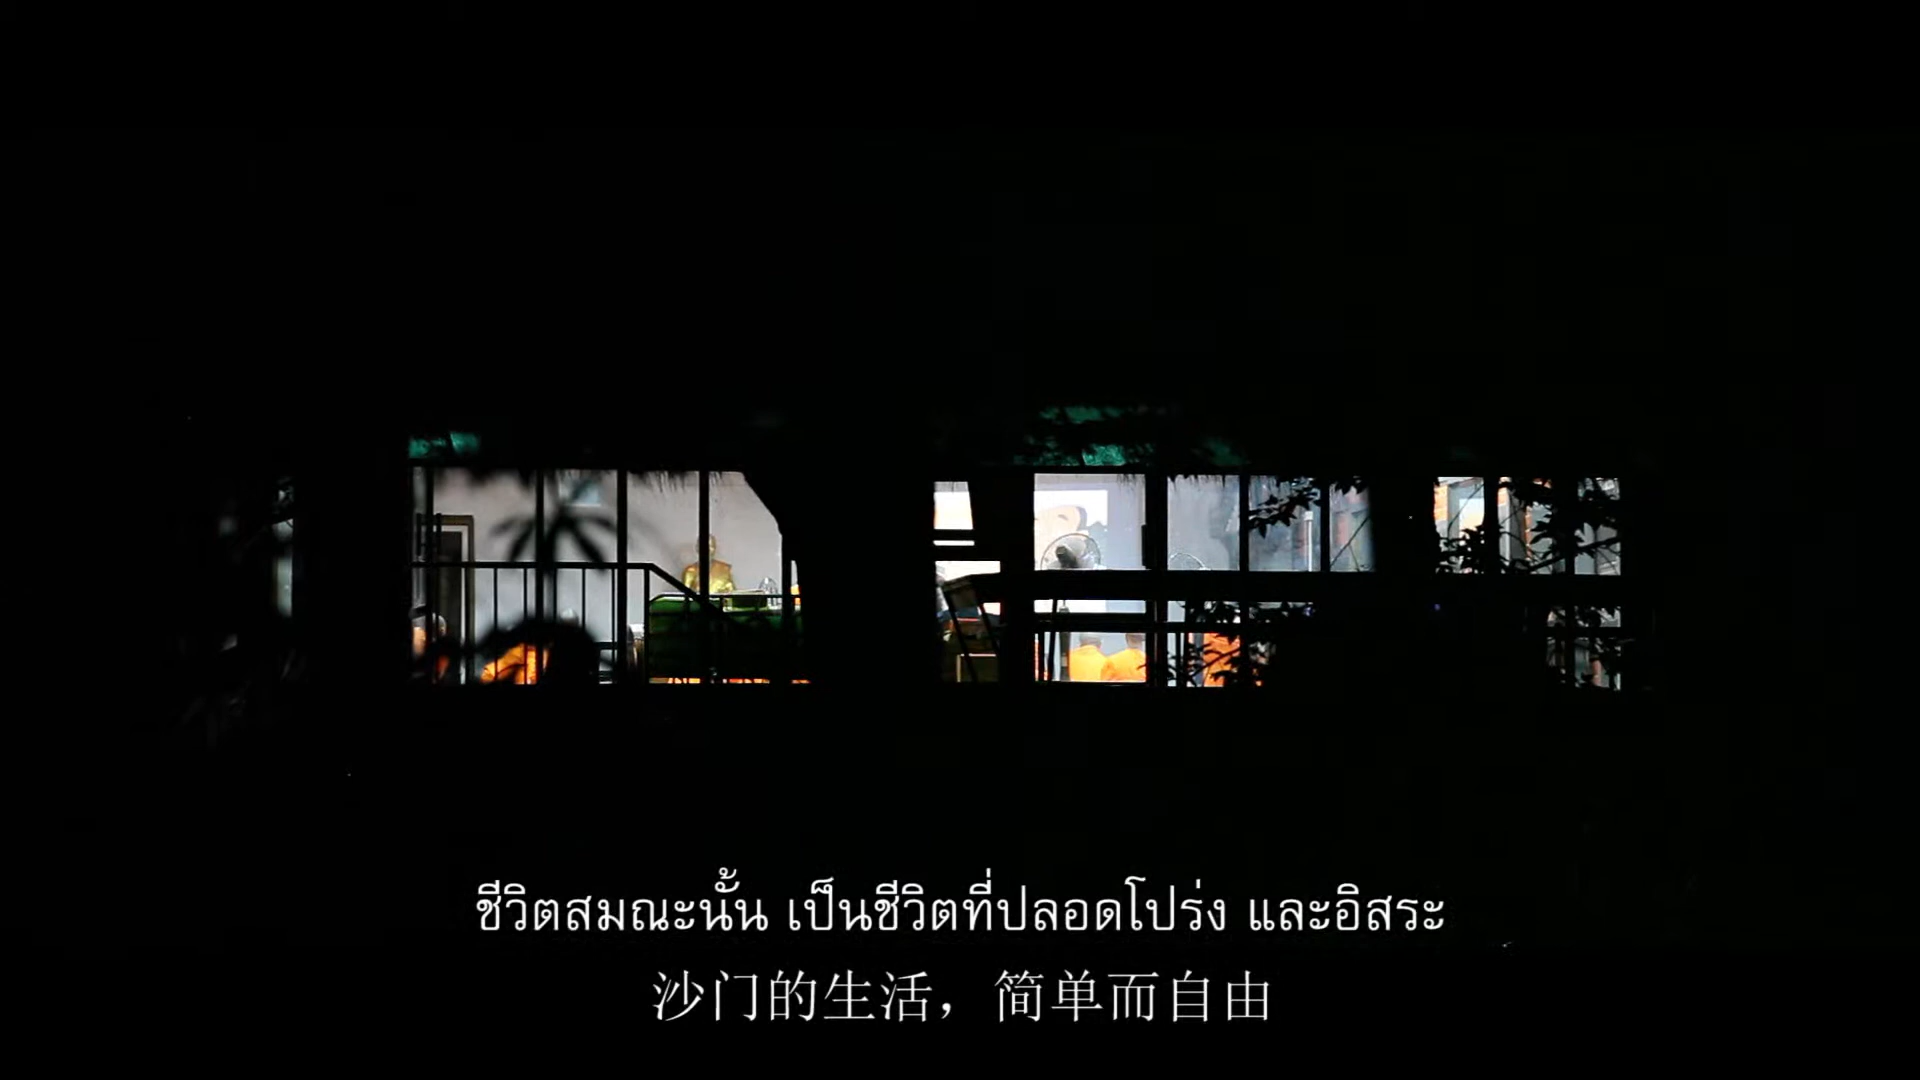 ชีวิตสมณะนั้น เป็นชีวิตที่ปลอดโปร่ง และอิสระ
沙门的生活，简单而自由